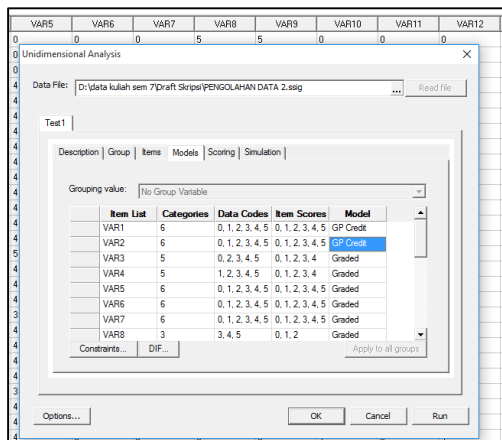 VAR5 VAR6 VAR7 VAR8 VAR9 VAR10 VAR11 VAR12
0 0 0 5 5 0 0 0
Unidimensional Analysis
Data File: D:\data kuliah sem 7\Draft Skripsi\PENGOLAHAN DATA 2.ssig ... Read file
Test1
Description Group Items Models Scoring Simulation
Grouping value: No Group Variable
Item List Categories Data Codes Item Scores Model
VAR1 6 0, 1, 2, 3, 4, 5 0, 1, 2, 3, 4, 5 GP Credit
VAR2 6 0, 1, 2, 3, 4, 5 0, 1, 2, 3, 4, 5 GP Credit
VAR3 5 0, 2, 3, 4, 5 0, 1, 2, 3, 4 Graded
VAR4 5 1, 2, 3, 4, 5 0, 1, 2, 3, 4 Graded
VAR5 6 0, 1, 2, 3, 4, 5 0, 1, 2, 3, 4, 5 Graded
VAR6 6 0, 1, 2, 3, 4, 5 0, 1, 2, 3, 4, 5 Graded
VAR7 6 0, 1, 2, 3, 4, 5 0, 1, 2, 3, 4, 5 Graded
VAR8 3 3, 4, 5 0, 1, 2 Graded
Constraints... DIF... Apply to all groups
Options... OK Cancel Run